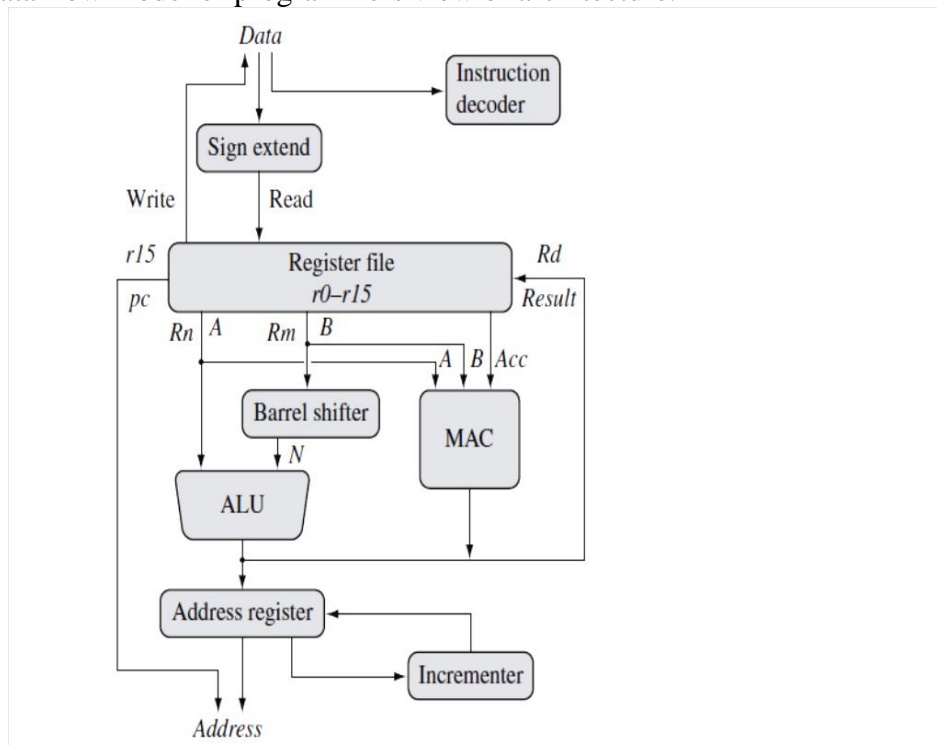 Data
Instruction
decoder
Sign extend
Write
Read
r15
Register file
Rd
pc
r0–r15
Result
Rn
A
Rm
B
A
B
Acc
Barrel shifter
MAC
N
ALU
Address register
Incrementer
Address